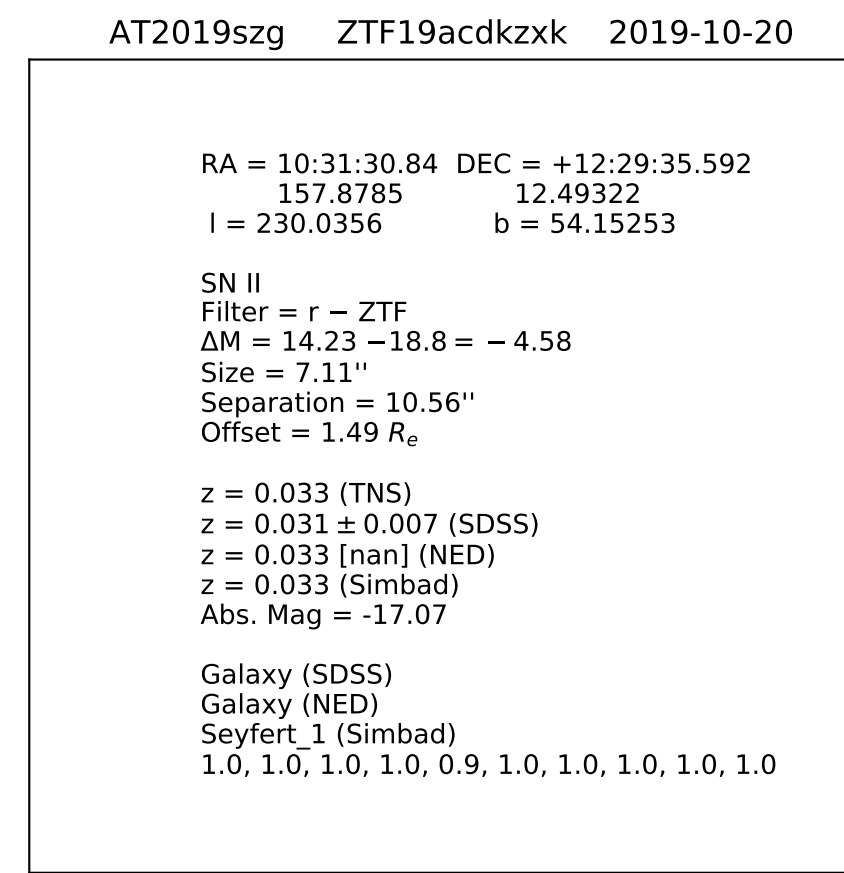 AT2019szg ZTF19acdkzxk 2019-10-20
RA = 10:31:30.84 DEC = +12:29:35.592
157.8785 12.49322
l = 230.0356 b = 54.15253
SN II
Filter = r − ZTF
ΔM = 14.23 −18.8 = − 4.58
Size = 7.11''
Separation = 10.56''
Offset = 1.49 Re
z = 0.033 (TNS)
z = 0.031 ± 0.007 (SDSS)
z = 0.033 [nan] (NED)
z = 0.033 (Simbad)
Abs. Mag = -17.07
Galaxy (SDSS)
Galaxy (NED)
Seyfert_1 (Simbad)
1.0, 1.0, 1.0, 1.0, 0.9, 1.0, 1.0, 1.0, 1.0, 1.0